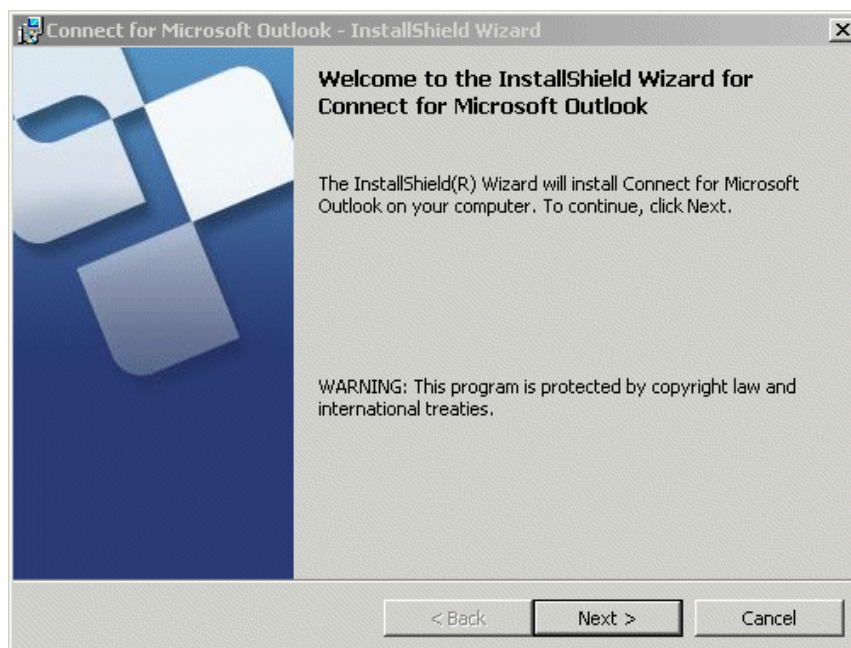 Connect for Microsoft Outlook - InstallShield Wizard
Welcome to the InstallShield Wizard for
Connect for Microsoft Outlook
The InstallShield(R) Wizard will install Connect for Microsoft
Outlook on your computer. To continue, click Next.
WARNING: This program is protected by copyright law and
international treaties.
< Back
Next >
Cancel